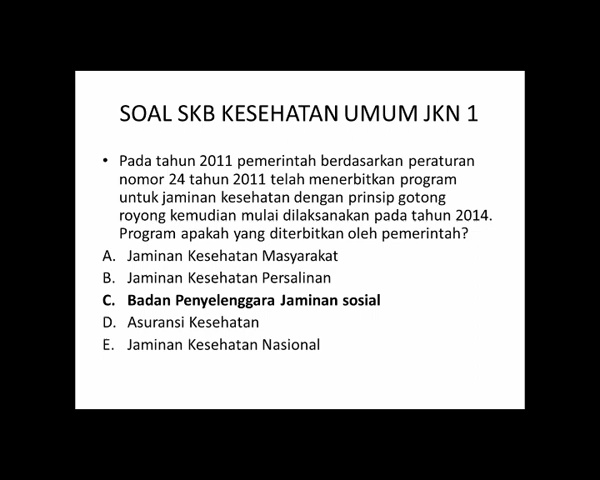 SOAL SKB KESEHATAN UMUM JKN 1
• Pada tahun 2011 pemerintah berdasarkan peraturan
nomor 24 tahun 2011 telah menerbitkan program
untuk jaminan kesehatan dengan prinsip gotong
royong kemudian mulai dilaksanakan pada tahun 2014.
Program apakah yang diterbitkan oleh pemerintah?
A. Jaminan Kesehatan Masyarakat
B. Jaminan Kesehatan Persalinan
C. Badan Penyelenggara Jaminan sosial
D. Asuransi Kesehatan
E. Jaminan Kesehatan Nasional